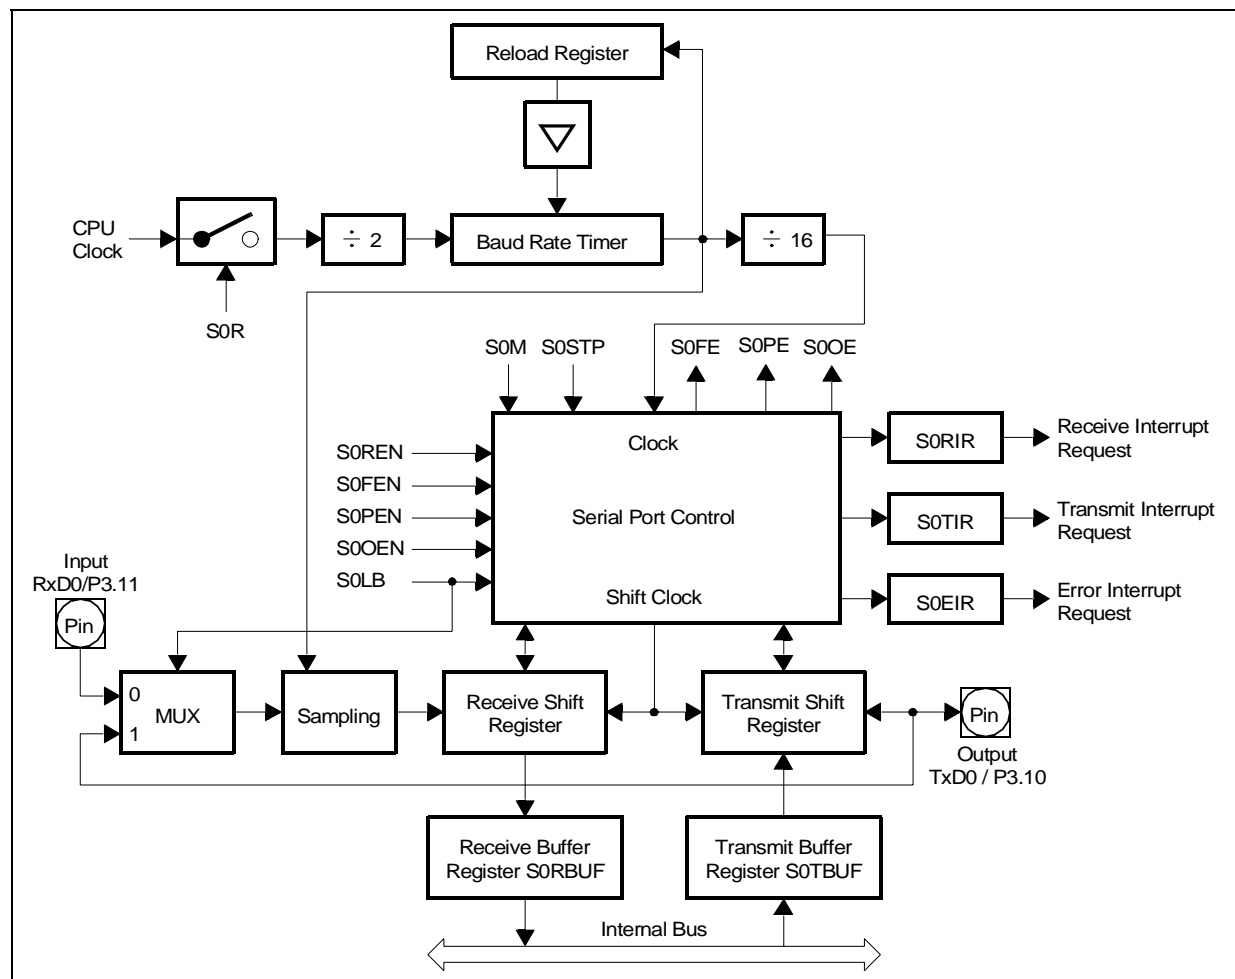 Reload Register
CPU
Clock
÷ 2
Baud Rate Timer
÷ 16
S0R
S0M
S0STP
S0FE
S0PE
S0OE
Clock
Serial Port Control
Shift Clock
S0REN
S0FEN
S0PEN
S0OEN
S0LB
S0RIR
Receive Interrupt
Request
S0TIR
Transmit Interrupt
Request
S0EIR
Error Interrupt
Request
Input
RxD0/P3.11
Pin
0
MUX
1
Sampling
Receive Shift
Register
Transmit Shift
Register
Pin
Output
TxD0 / P3.10
Receive Buffer
Register S0RBUF
Transmit Buffer
Register S0TBUF
Internal Bus